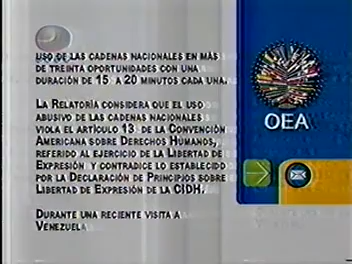 USO DE LAS CADENAS NACIONALES EN MÁS
DE TREINTA OPORTUNIDADES CON UNA
DURACIÓN DE 15 A 20 MINUTOS CADA UNA.
LA RELATORÍA CONSIDERA QUE EL USO
ABUSIVO DE LAS CADENAS NACIONALES
VIOLA EL ARTÍCULO 13 DE LA CONVENCIÓN
AMERICANA SOBRE DERECHOS HUMANOS,
REFERIDO AL EJERCICIO DE LA LIBERTAD DE
EXPRESIÓN Y CONTRADICE LO ESTABLECIDO
POR LA DECLARACIÓN DE PRINCIPIOS SOBRE
LIBERTAD DE EXPRESIÓN DE LA CIDH.
DURANTE UNA RECIENTE VISITA A
VENEZUELA
OEA